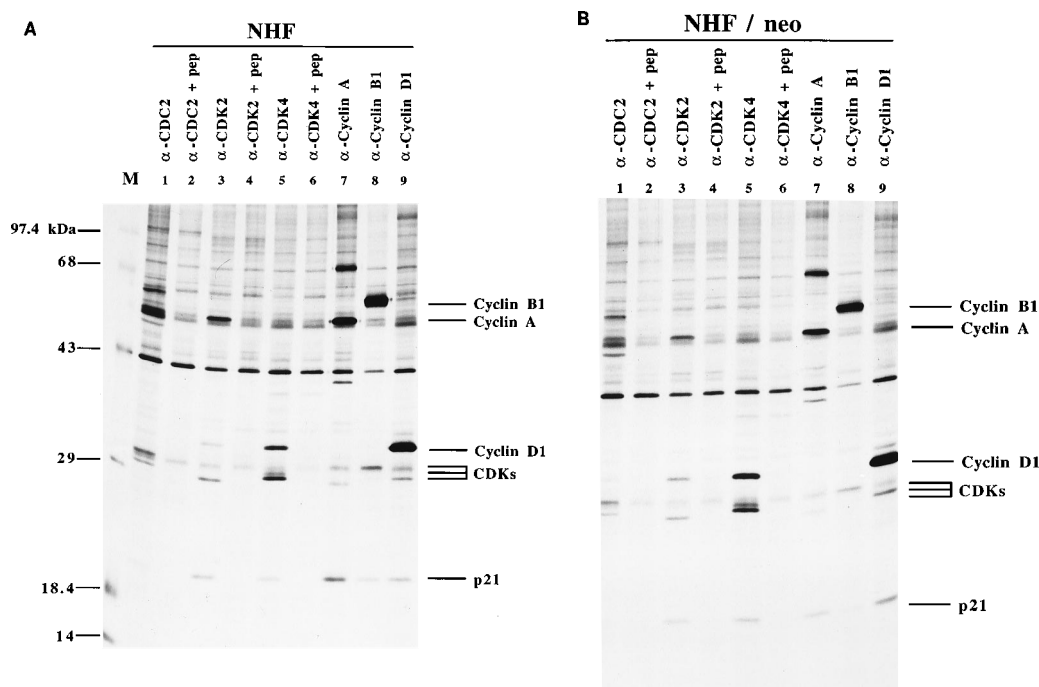 A
NHF
α-CDC2
α-CDC2 + pep
α-CDK2
α-CDK2 + pep
α-CDK4
α-CDK4 + pep
α-Cyclin A
α-Cyclin B1
α-Cyclin D1
M 1 2 3 4 5 6 7 8 9
97.4 kDa
68
43
29
18.4
14
Cyclin B1
Cyclin A
Cyclin D1
CDKs
p21
B
NHF / neo
α-CDC2
α-CDC2 + pep
α-CDK2
α-CDK2 + pep
α-CDK4
α-CDK4 + pep
α-Cyclin A
α-Cyclin B1
α-Cyclin D1
1 2 3 4 5 6 7 8 9
Cyclin B1
Cyclin A
Cyclin D1
CDKs
p21